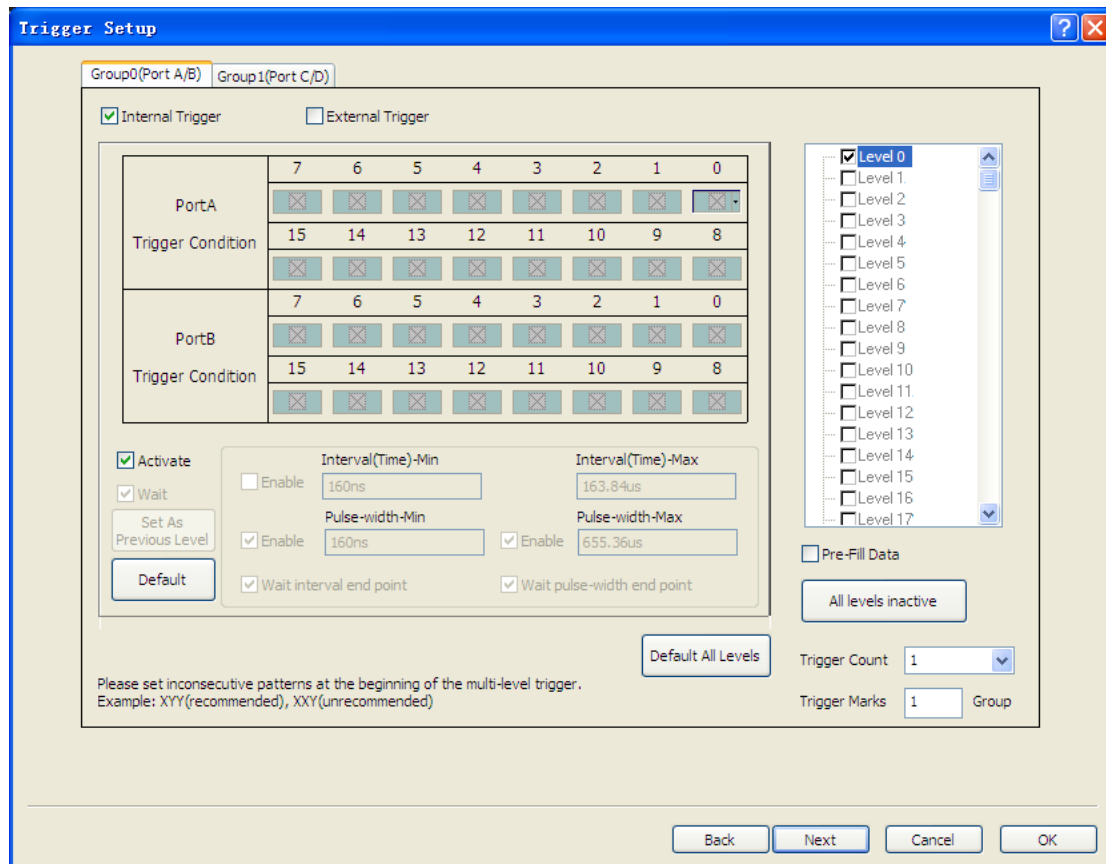 Trigger Setup
Group0(Port A/B) Group1(Port C/D)
Internal Trigger External Trigger
7 6 5 4 3 2 1 0
PortA
Trigger Condition
15 14 13 12 11 10 9 8
7 6 5 4 3 2 1 0
PortB
Trigger Condition
15 14 13 12 11 10 9 8
Activate
Wait
Set As
Previous Level
Default
Interval(Time)-Min Interval(Time)-Max
Enable 160ns 163.84us
Pulse-width-Min Pulse-width-Max
Enable 160ns Enable 655.36us
Wait interval end point Wait pulse-width end point
Default All Levels
Please set inconsecutive patterns at the beginning of the multi-level trigger.
Example: XYY(recommended), XXY(unrecommended)
Level 0
Level 1
Level 2
Level 3
Level 4
Level 5
Level 6
Level 7
Level 8
Level 9
Level 10
Level 11
Level 12
Level 13
Level 14
Level 15
Level 16
Level 17
Pre-Fill Data
All levels inactive
Trigger Count 1
Trigger Marks 1 Group
Back Next Cancel OK